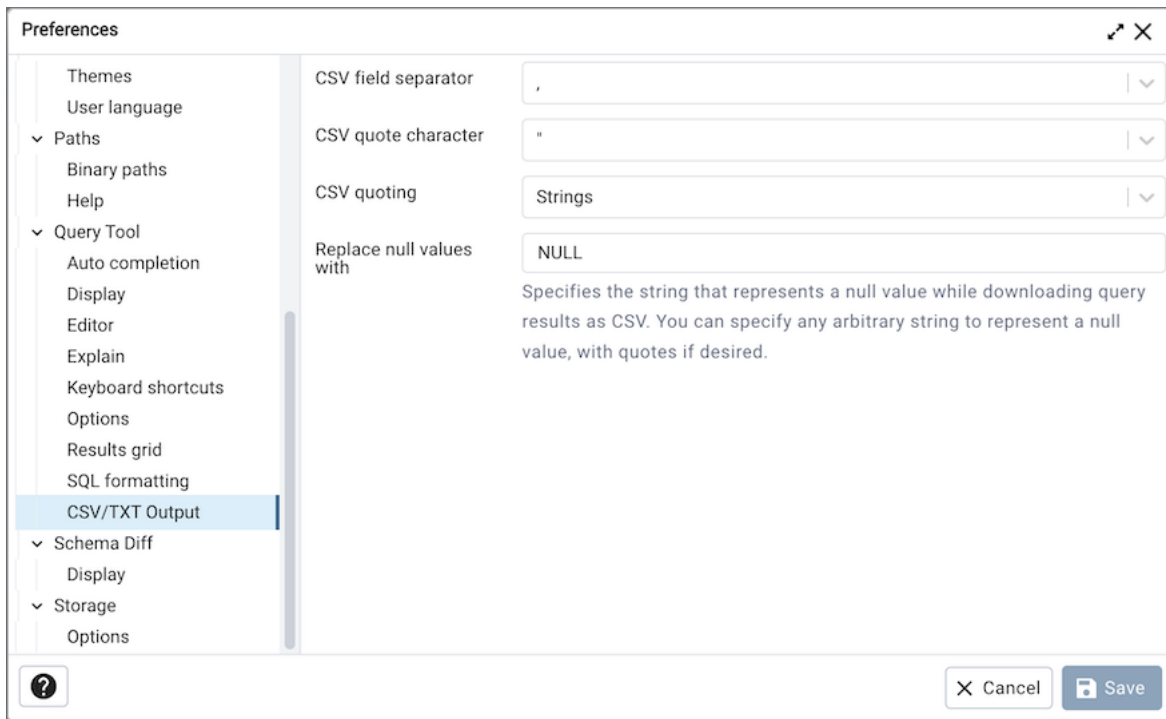 Preferences
Themes
User language
Paths
Binary paths
Help
Query Tool
Auto completion
Display
Editor
Explain
Keyboard shortcuts
Options
Results grid
SQL formatting
CSV/TXT Output
Schema Diff
Display
Storage
Options
CSV field separator
,
CSV quote character
"
CSV quoting
Strings
Replace null values
with
NULL
Specifies the string that represents a null value while downloading query
results as CSV. You can specify any arbitrary string to represent a null
value, with quotes if desired.
?
Cancel
Save